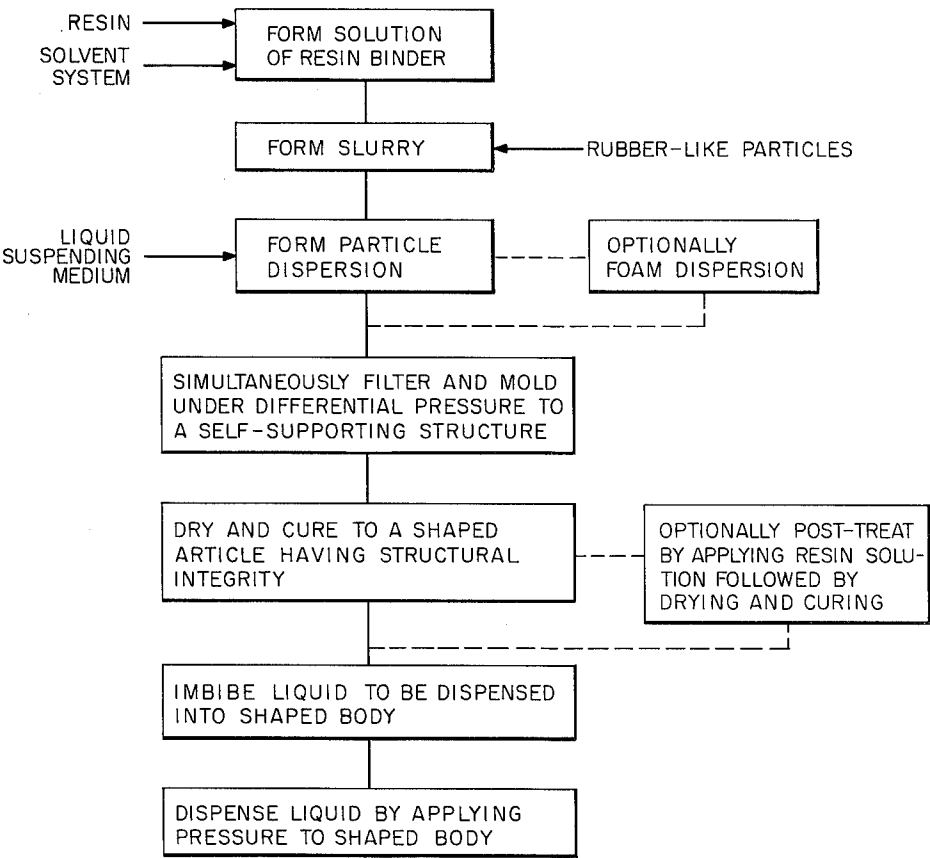 RESIN
SOLVENT
SYSTEM
FORM SOLUTION
OF RESIN BINDER
FORM SLURRY
RUBBER-LIKE PARTICLES
LIQUID
SUSPENDING
MEDIUM
FORM PARTICLE
DISPERSION
OPTIONALLY
FOAM DISPERSION
SIMULTANEOUSLY FILTER AND MOLD
UNDER DIFFERENTIAL PRESSURE TO
A SELF-SUPPORTING STRUCTURE
DRY AND CURE TO A SHAPED
ARTICLE HAVING STRUCTURAL
INTEGRITY
OPTIONALLY POST-TREAT
BY APPLYING RESIN SOLU-
TION FOLLOWED BY
DRYING AND CURING
IMBIBE LIQUID TO BE DISPENSED
INTO SHAPED BODY
DISPENSE LIQUID BY APPLYING
PRESSURE TO SHAPED BODY